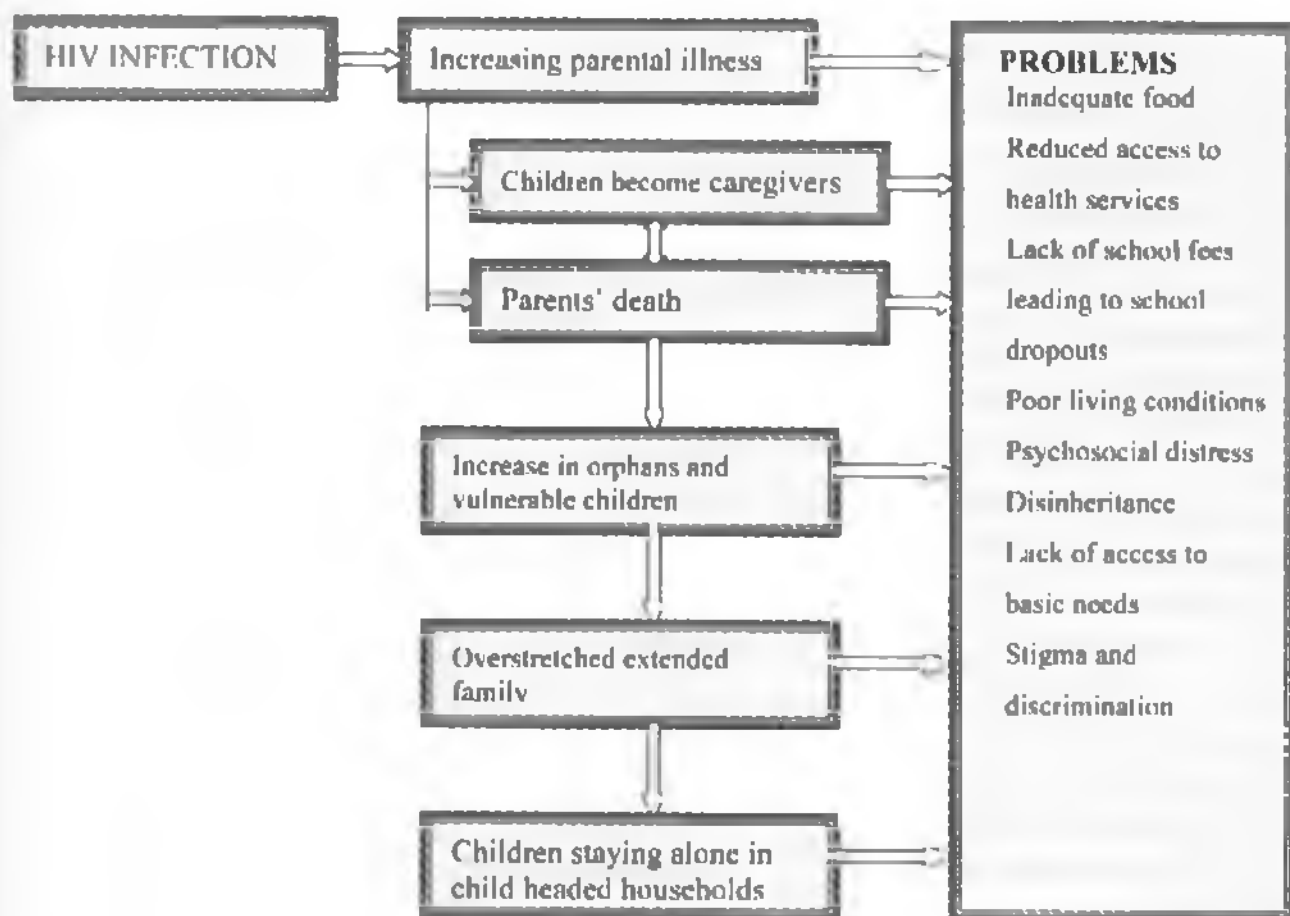 HIV INFECTION
Increasing parental illness
Children become caregivers
Parents' death
Increase in orphans and
vulnerable children
Overstretched extended
family
Children staying alone in
child headed households
PROBLEMS
Inadequate food
Reduced access to
health services
Lack of school fees
leading to school
dropouts
Poor living conditions
Psychosocial distress
Disinheritance
Lack of access to
basic needs
Stigma and
discrimination